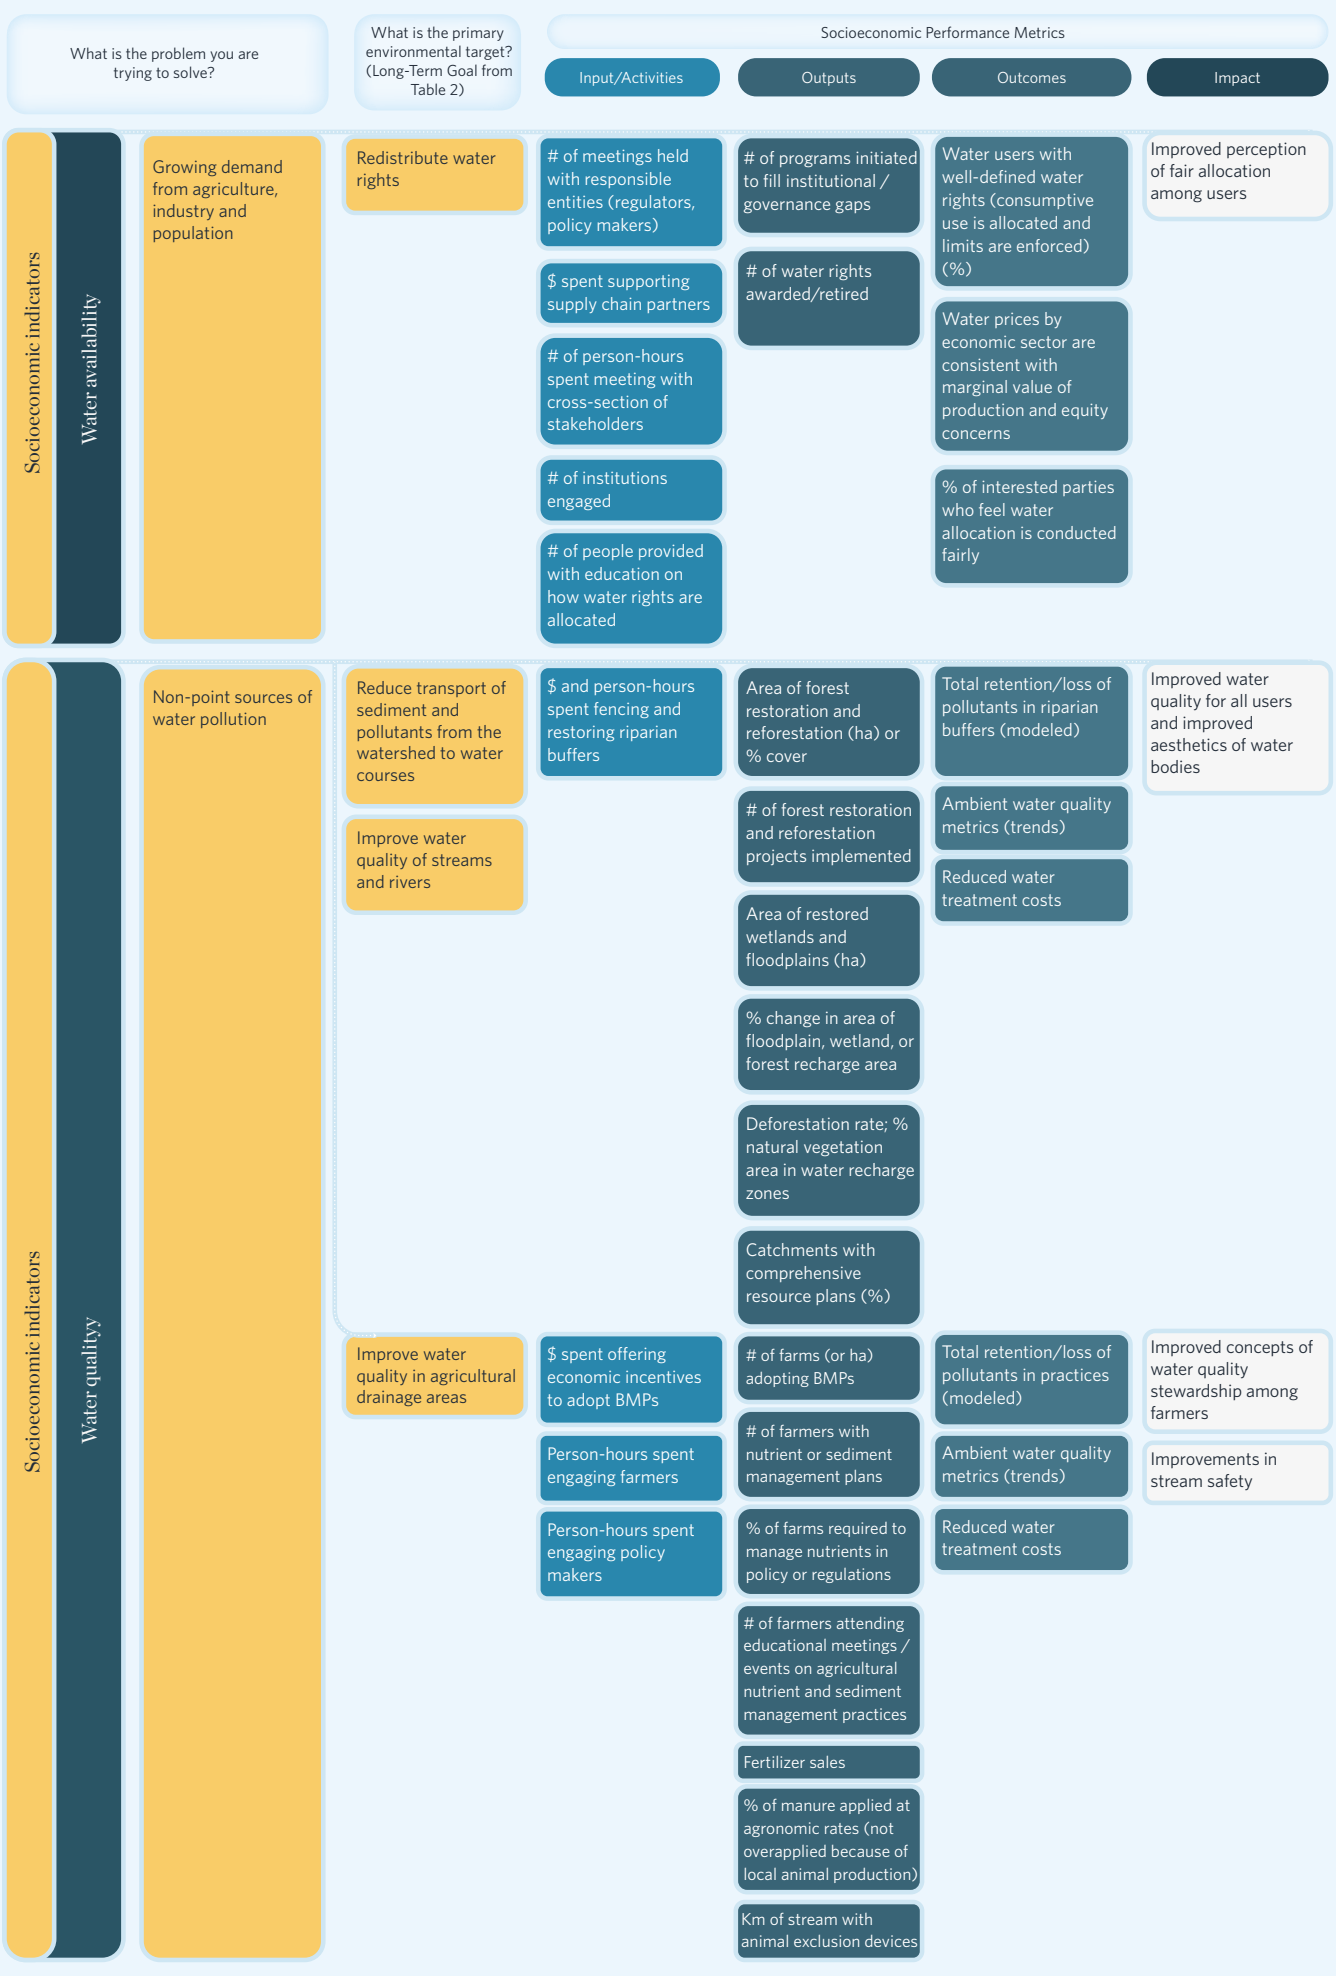 What is the problem you are
trying to solve?
What is the primary
environmental target?
(Long-Term Goal from
Table 2)
Socioeconomic Performance Metrics
Input/Activities
Outputs
Outcomes
Impact
Socioeconomic indicators
Water availability
Growing demand
from agriculture,
industry and
population
Redistribute water
rights
# of meetings held
with responsible
entities (regulators,
policy makers)
$ spent supporting
supply chain partners
# of person-hours
spent meeting with
cross-section of
stakeholders
# of institutions
engaged
# of people provided
with education on
how water rights are
allocated
# of programs initiated
to fill institutional /
governance gaps
# of water rights
awarded/retired
Water users with
well-defined water
rights (consumptive
use is allocated and
limits are enforced)
(%)
Water prices by
economic sector are
consistent with
marginal value of
production and equity
concerns
% of interested parties
who feel water
allocation is conducted
fairly
Improved perception
of fair allocation
among users
Socioeconomic indicators
Water qualityy
Non-point sources of
water pollution
Reduce transport of
sediment and
pollutants from the
watershed to water
courses
Improve water
quality of streams
and rivers
$ and person-hours
spent fencing and
restoring riparian
buffers
Area of forest
restoration and
reforestation (ha) or
% cover
# of forest restoration
and reforestation
projects implemented
Area of restored
wetlands and
floodplains (ha)
% change in area of
floodplain, wetland, or
forest recharge area
Deforestation rate; %
natural vegetation
area in water recharge
zones
Catchments with
comprehensive
resource plans (%)
Total retention/loss of
pollutants in riparian
buffers (modeled)
Ambient water quality
metrics (trends)
Reduced water
treatment costs
Improved water
quality for all users
and improved
aesthetics of water
bodies
Improve water
quality in agricultural
drainage areas
$ spent offering
economic incentives
to adopt BMPs
Person-hours spent
engaging farmers
Person-hours spent
engaging policy
makers
# of farms (or ha)
adopting BMPs
# of farmers with
nutrient or sediment
management plans
% of farms required to
manage nutrients in
policy or regulations
# of farmers attending
educational meetings /
events on agricultural
nutrient and sediment
management practices
Fertilizer sales
% of manure applied at
agronomic rates (not
overapplied because of
local animal production)
Km of stream with
animal exclusion devices
Total retention/loss of
pollutants in practices
(modeled)
Ambient water quality
metrics (trends)
Reduced water
treatment costs
Improved concepts of
water quality
stewardship among
farmers
Improvements in
stream safety